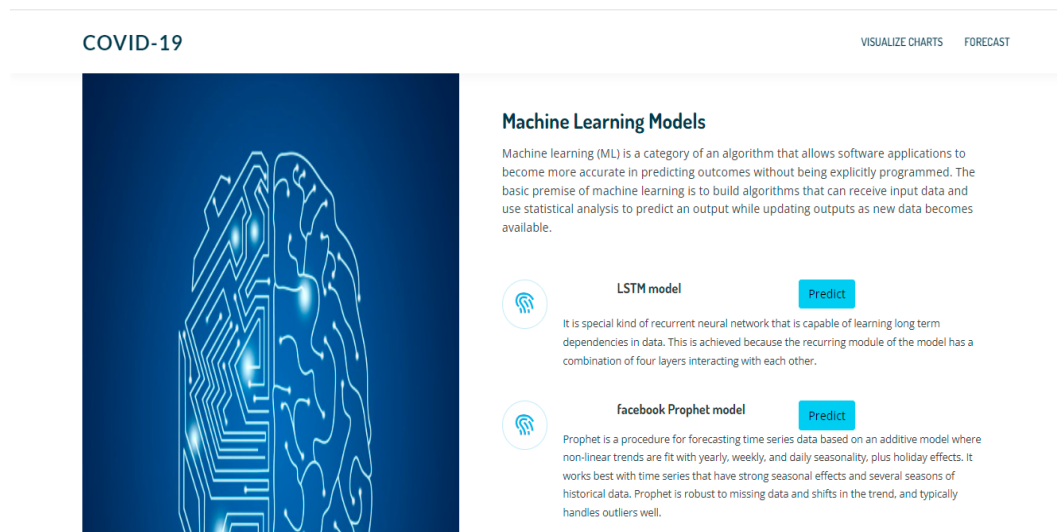 COVID-19
VISUALIZE CHARTS
FORECAST
Machine Learning Models
Machine learning (ML) is a category of an algorithm that allows software applications to
become more accurate in predicting outcomes without being explicitly programmed. The
basic premise of machine learning is to build algorithms that can receive input data and
use statistical analysis to predict an output while updating outputs as new data becomes
available.
LSTM model
Predict
It is special kind of recurrent neural network that is capable of learning long term
dependencies in data. This is achieved because the recurring module of the model has a
combination of four layers interacting with each other.
facebook Prophet model
Predict
Prophet is a procedure for forecasting time series data based on an additive model where
non-linear trends are fit with yearly, weekly, and daily seasonality, plus holiday effects. It
works best with time series that have strong seasonal effects and several seasons of
historical data. Prophet is robust to missing data and shifts in the trend, and typically
handles outliers well.